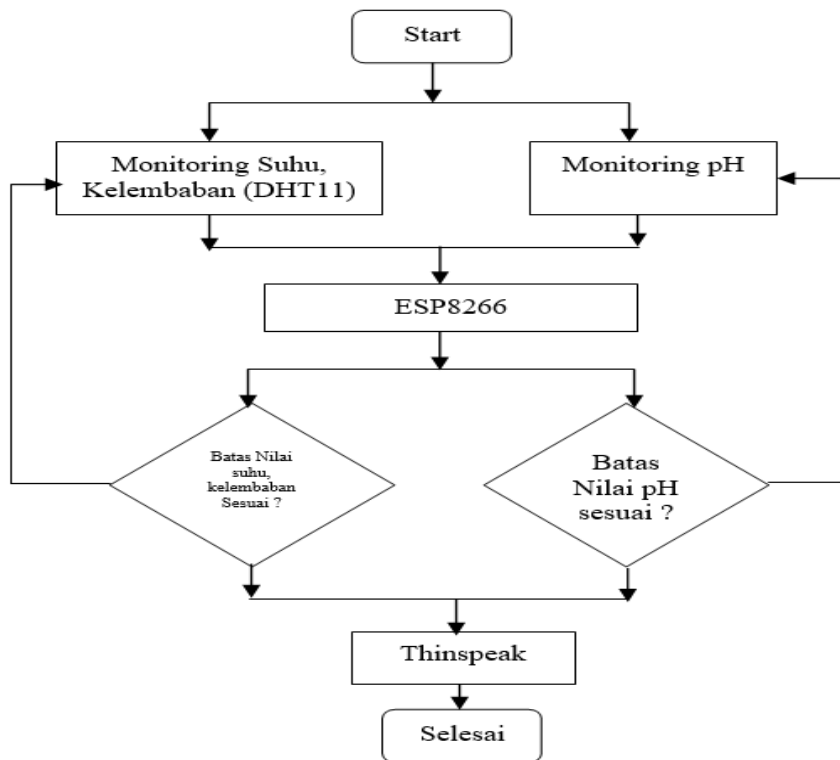 Start
Monitoring Suhu,
Kelembaban (DHT11)
Monitoring pH
ESP8266
Batas Nilai
suhu,
kelembaban
Sesuai ?
Batas
Nilai pH
sesuai ?
Thinspeak
Selesai